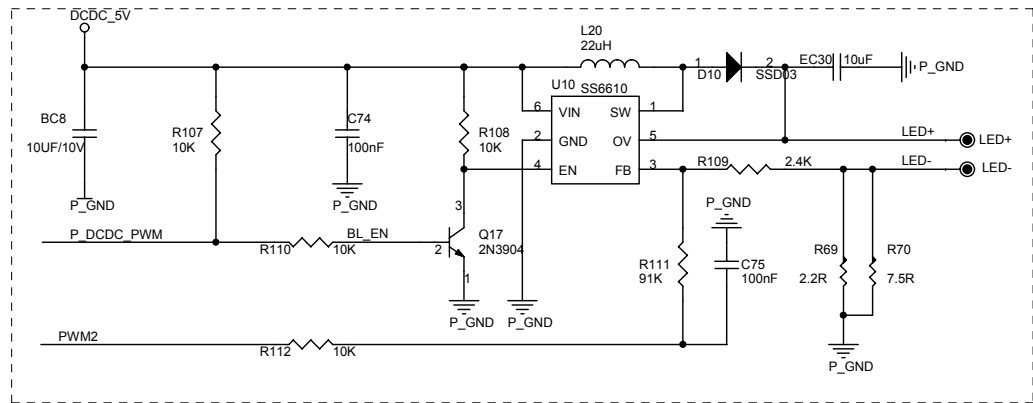 DCDC_5V
L20
22uH
1
D10
2
SSD03
EC30
10uF
P_GND
U10
SS6610
BC8
10UF/10V
R107
10K
C74
100nF
R108
10K
6
VIN
SW
1
2
GND
OV
5
4
EN
FB
3
LED+
LED+
LED-
LED-
R109
2.4K
P_GND
P_GND
P_GND
3
P_DCDC_PWM
R110
10K
BL_EN
2
Q17
2N3904
1
R111
91K
C75
100nF
R69
2.2R
R70
7.5R
P_GND
P_GND
PWM2
R112
10K
P_GND